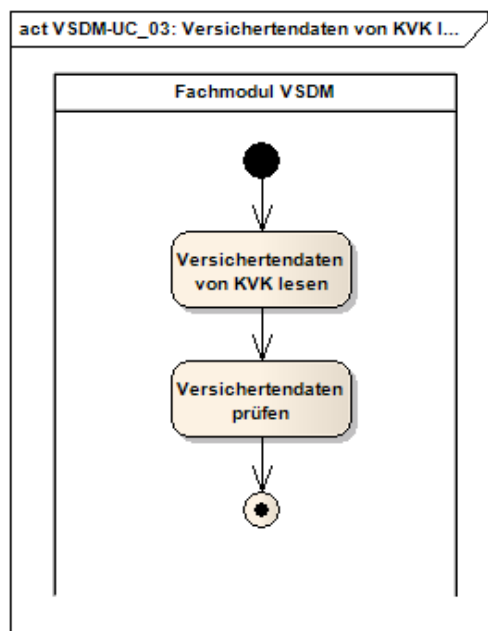 act VSDM-UC_03: Versichertendaten von KVK l...
Fachmodul VSDM
Versichertendaten
von KVK lesen
Versichertendaten
prüfen